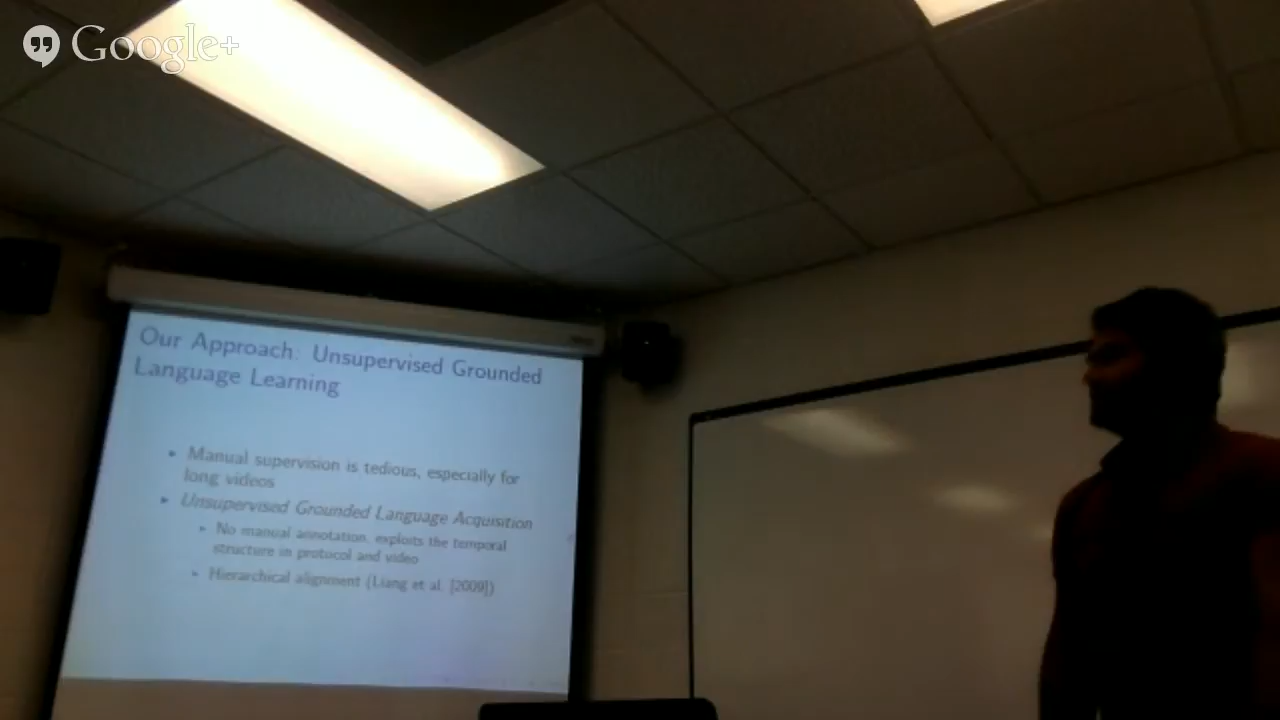 Google+
Our Approach: Unsupervised Grounded
Language Learning
Manual supervision is tedious, especially for
long videos
Unsupervised Grounded Language Acquisition
No manual annotation, exploits the temporal
structure in protocol and video
Hierarchical alignment (Liang et al. [2009])